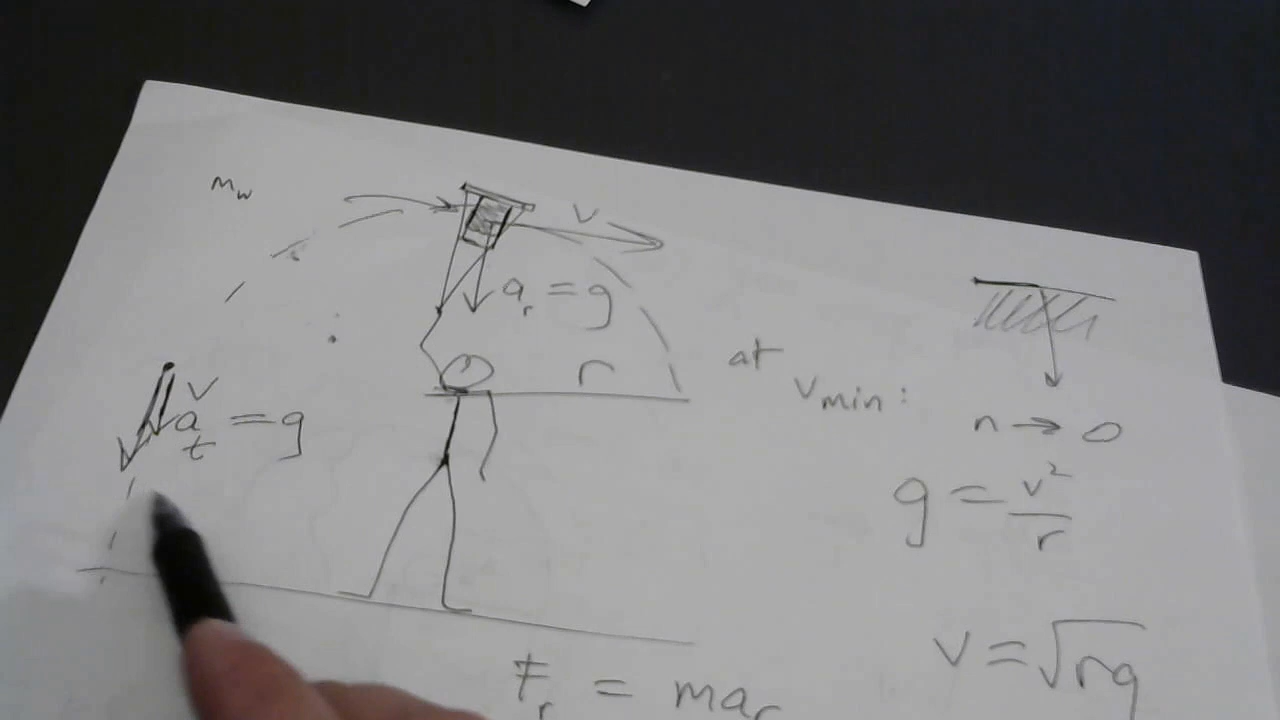 m_w
v
a_r = g
r
v
a_t = g
at v_min :
n → 0
g = v²/r
v = √rg
F_r = ma_r